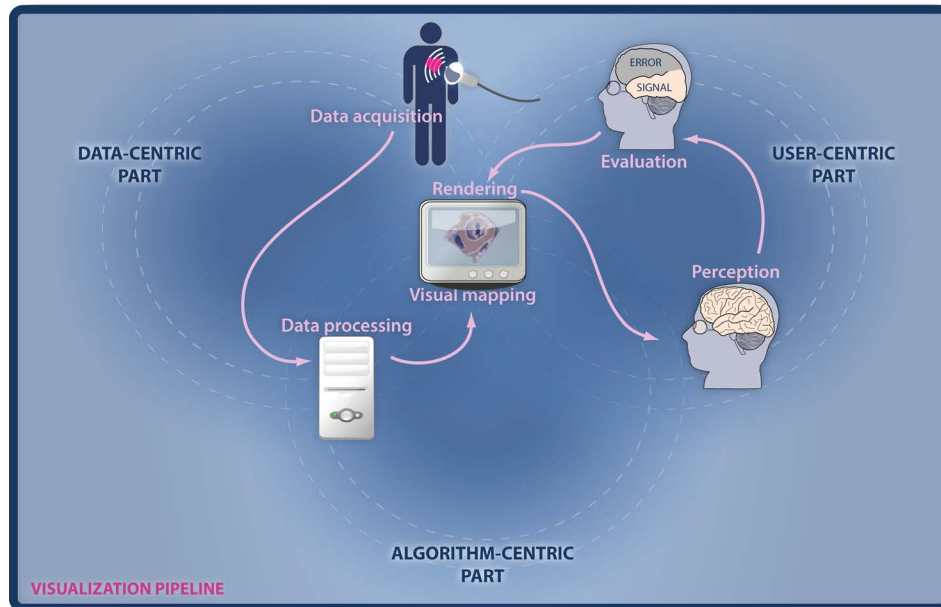 ERROR
SIGNAL
Data acquisition
DATA-CENTRIC
PART
Evaluation
USER-CENTRIC
PART
Rendering
Perception
Visual mapping
Data processing
ALGORITHM-CENTRIC
PART
VISUALIZATION PIPELINE